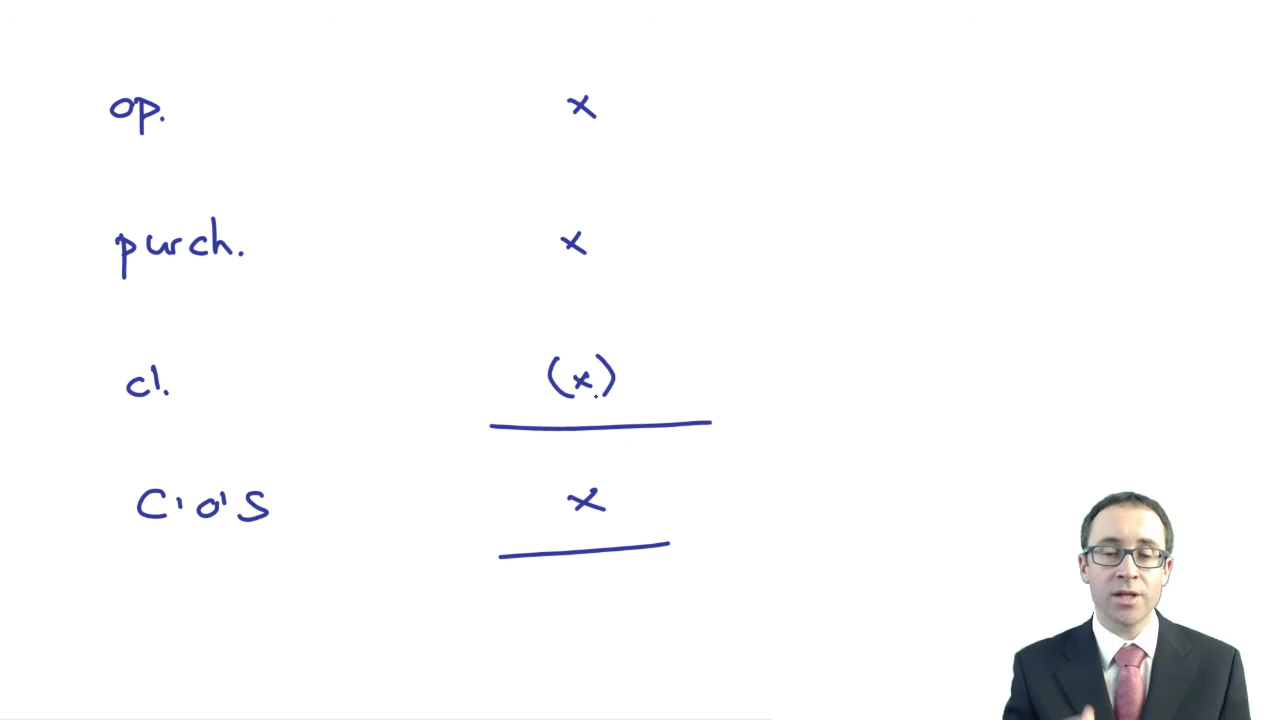 op. x
purch. x
cl. (x)
C.O.S x